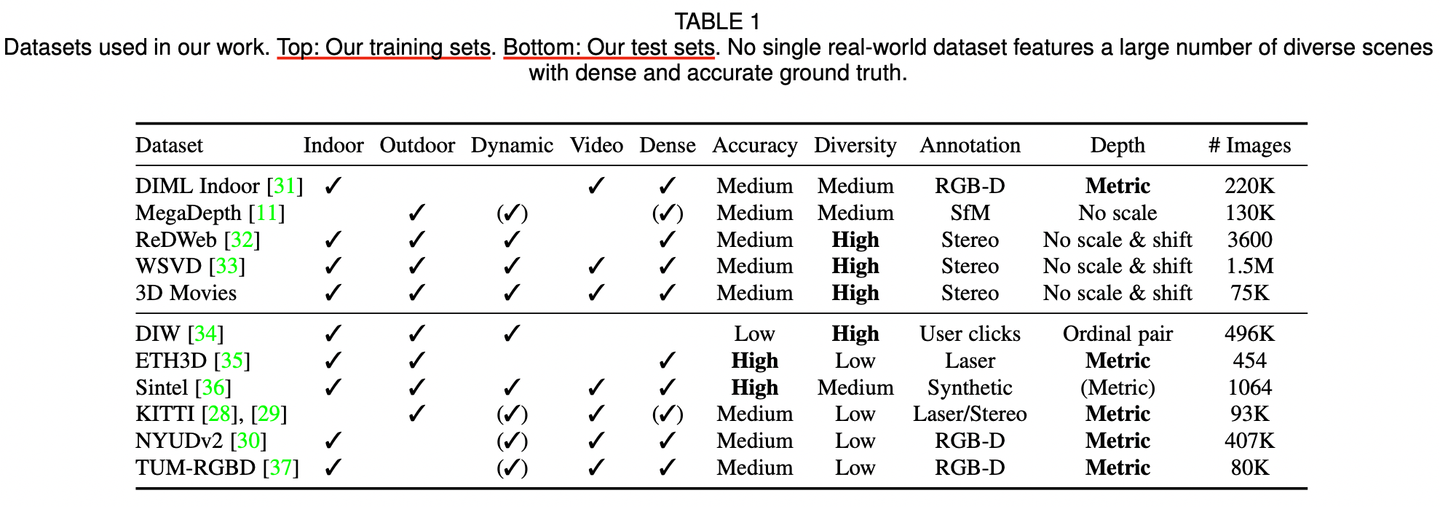 TABLE 1
Datasets used in our work. Top: Our training sets. Bottom: Our test sets. No single real-world dataset features a large number of diverse scenes
with dense and accurate ground truth.
Dataset Indoor Outdoor Dynamic Video Dense Accuracy Diversity Annotation Depth # Images
DIML Indoor [31] ✓ ✓ ✓ Medium Medium RGB-D Metric 220K
MegaDepth [11] ✓ (✓) (✓) Medium Medium SfM No scale 130K
ReDWeb [32] ✓ ✓ ✓ ✓ Medium High Stereo No scale & shift 3600
WSVD [33] ✓ ✓ ✓ ✓ ✓ Medium High Stereo No scale & shift 1.5M
3D Movies ✓ ✓ ✓ ✓ ✓ Medium High Stereo No scale & shift 75K
DIW [34] ✓ ✓ ✓ Low High User clicks Ordinal pair 496K
ETH3D [35] ✓ ✓ ✓ High Low Laser Metric 454
Sintel [36] ✓ ✓ ✓ ✓ ✓ High Medium Synthetic (Metric) 1064
KITTI [28], [29] ✓ (✓) ✓ (✓) Medium Low Laser/Stereo Metric 93K
NYUDv2 [30] ✓ (✓) ✓ ✓ Medium Low RGB-D Metric 407K
TUM-RGBD [37] ✓ (✓) ✓ ✓ Medium Low RGB-D Metric 80K